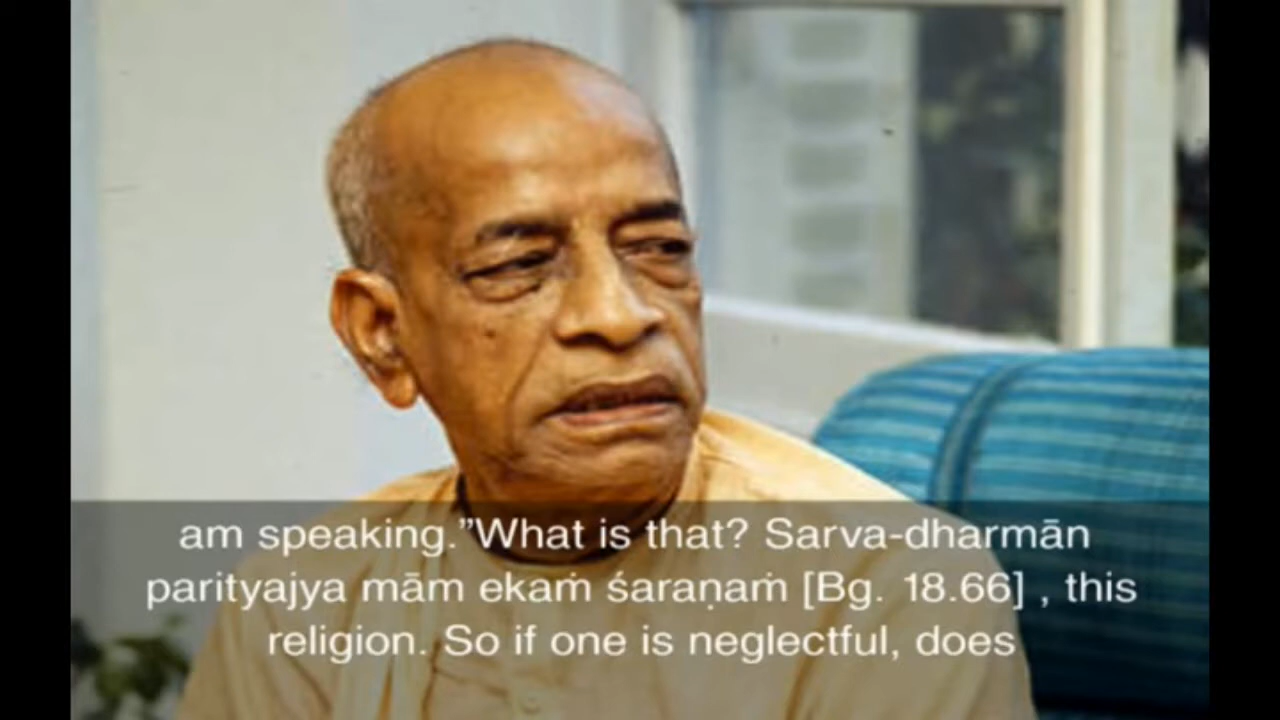 am speaking.”What is that? Sarva-dharmān
parityajya mām ekaṁ śaraṇaṁ [Bg. 18.66] , this
religion. So if one is neglectful, does